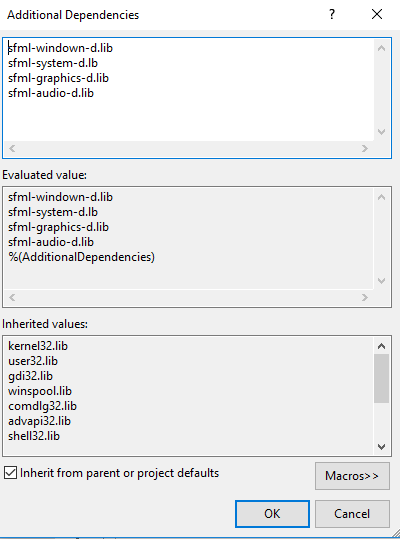 Additional Dependencies
? ×
sfml-windown-d.lib
sfml-system-d.lb
sfml-graphics-d.lib
sfml-audio-d.lib
Evaluated value:
sfml-windown-d.lib
sfml-system-d.lb
sfml-graphics-d.lib
sfml-audio-d.lib
%(AdditionalDependencies)
Inherited values:
kernel32.lib
user32.lib
gdi32.lib
winspool.lib
comdlg32.lib
advapi32.lib
shell32.lib
Inherit from parent or project defaults
Macros>>
OK
Cancel